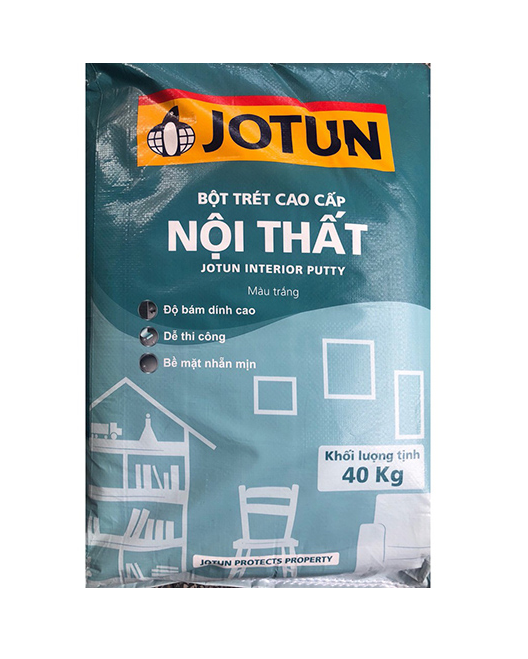 JOTUN
BỘT TRÉT CAO CẤP
NỘI THẤT
JOTUN INTERIOR PUTTY
Màu trắng
Độ bám dính cao
Dễ thi công
Bề mặt nhẵn mịn
Khối lượng tịnh
40 Kg
JOTUN PROTECTS PROPERTY